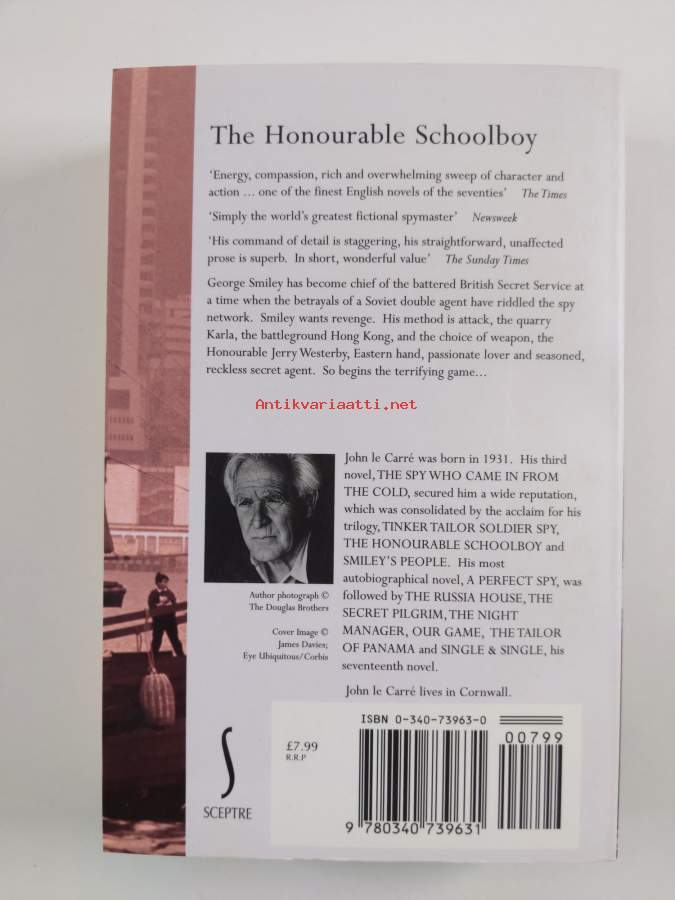 The Honourable Schoolboy
‘Energy, compassion, rich and overwhelming sweep of character and
action ... one of the finest English novels of the seventies’ The Times
‘Simply the world’s greatest fictional spymaster’ Newsweek
‘His command of detail is staggering, his straightforward, unaffected
prose is superb. In short, wonderful value’ The Sunday Times
George Smiley has become chief of the battered British Secret Service at
a time when the betrayals of a Soviet double agent have riddled the spy
network. Smiley wants revenge. His method is attack, the quarry
Karla, the battleground Hong Kong, and the choice of weapon, the
Honourable Jerry Westerby, Eastern hand, passionate lover and seasoned,
reckless secret agent. So begins the terrifying game...
Antikvariaatti.net
John le Carré was born in 1931. His third
novel, THE SPY WHO CAME IN FROM
THE COLD, secured him a wide reputation,
which was consolidated by the acclaim for his
trilogy, TINKER TAILOR SOLDIER SPY,
THE HONOURABLE SCHOOLBOY and
SMILEY’S PEOPLE. His most
autobiographical novel, A PERFECT SPY, was
followed by THE RUSSIA HOUSE, THE
SECRET PILGRIM, THE NIGHT
MANAGER, OUR GAME, THE TAILOR
OF PANAMA and SINGLE & SINGLE, his
seventeenth novel.
John le Carré lives in Cornwall.
Author photograph ©
The Douglas Brothers
Cover Image ©
James Davies;
Eye Ubiquitous/Corbis
SCEPTRE
£7.99
R.R.P
ISBN 0-340-73963-0
00799
9 780340 739631